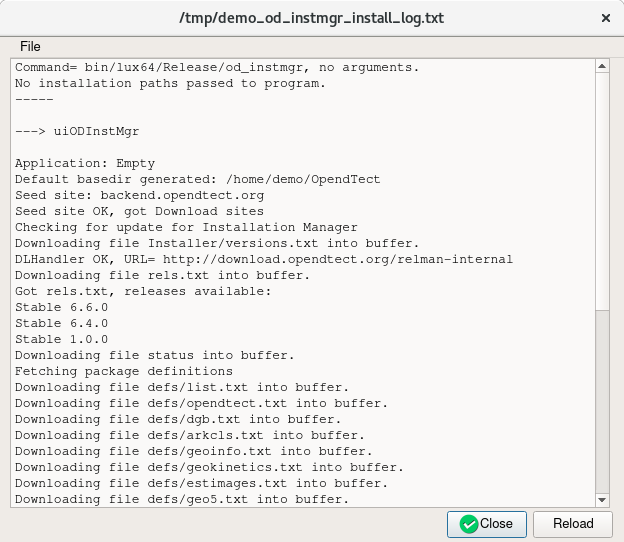 /tmp/demo_od_instmgr_install_log.txt
File
Command= bin/lux64/Release/od_instmgr, no arguments.
No installation paths passed to program.
-----
---> uiODInstMgr
Application: Empty
Default basedir generated: /home/demo/OpendTect
Seed site: backend.opendtect.org
Seed site OK, got Download sites
Checking for update for Installation Manager
Downloading file Installer/versions.txt into buffer.
DLHandler OK, URL= http://download.opendtect.org/relman-internal
Downloading file rels.txt into buffer.
Got rels.txt, releases available:
Stable 6.6.0
Stable 6.4.0
Stable 1.0.0
Downloading file status into buffer.
Fetching package definitions
Downloading file defs/list.txt into buffer.
Downloading file defs/opendtect.txt into buffer.
Downloading file defs/dgb.txt into buffer.
Downloading file defs/arkcls.txt into buffer.
Downloading file defs/geoinfo.txt into buffer.
Downloading file defs/geokinetics.txt into buffer.
Downloading file defs/estimages.txt into buffer.
Downloading file defs/geo5.txt into buffer.
Close
Reload